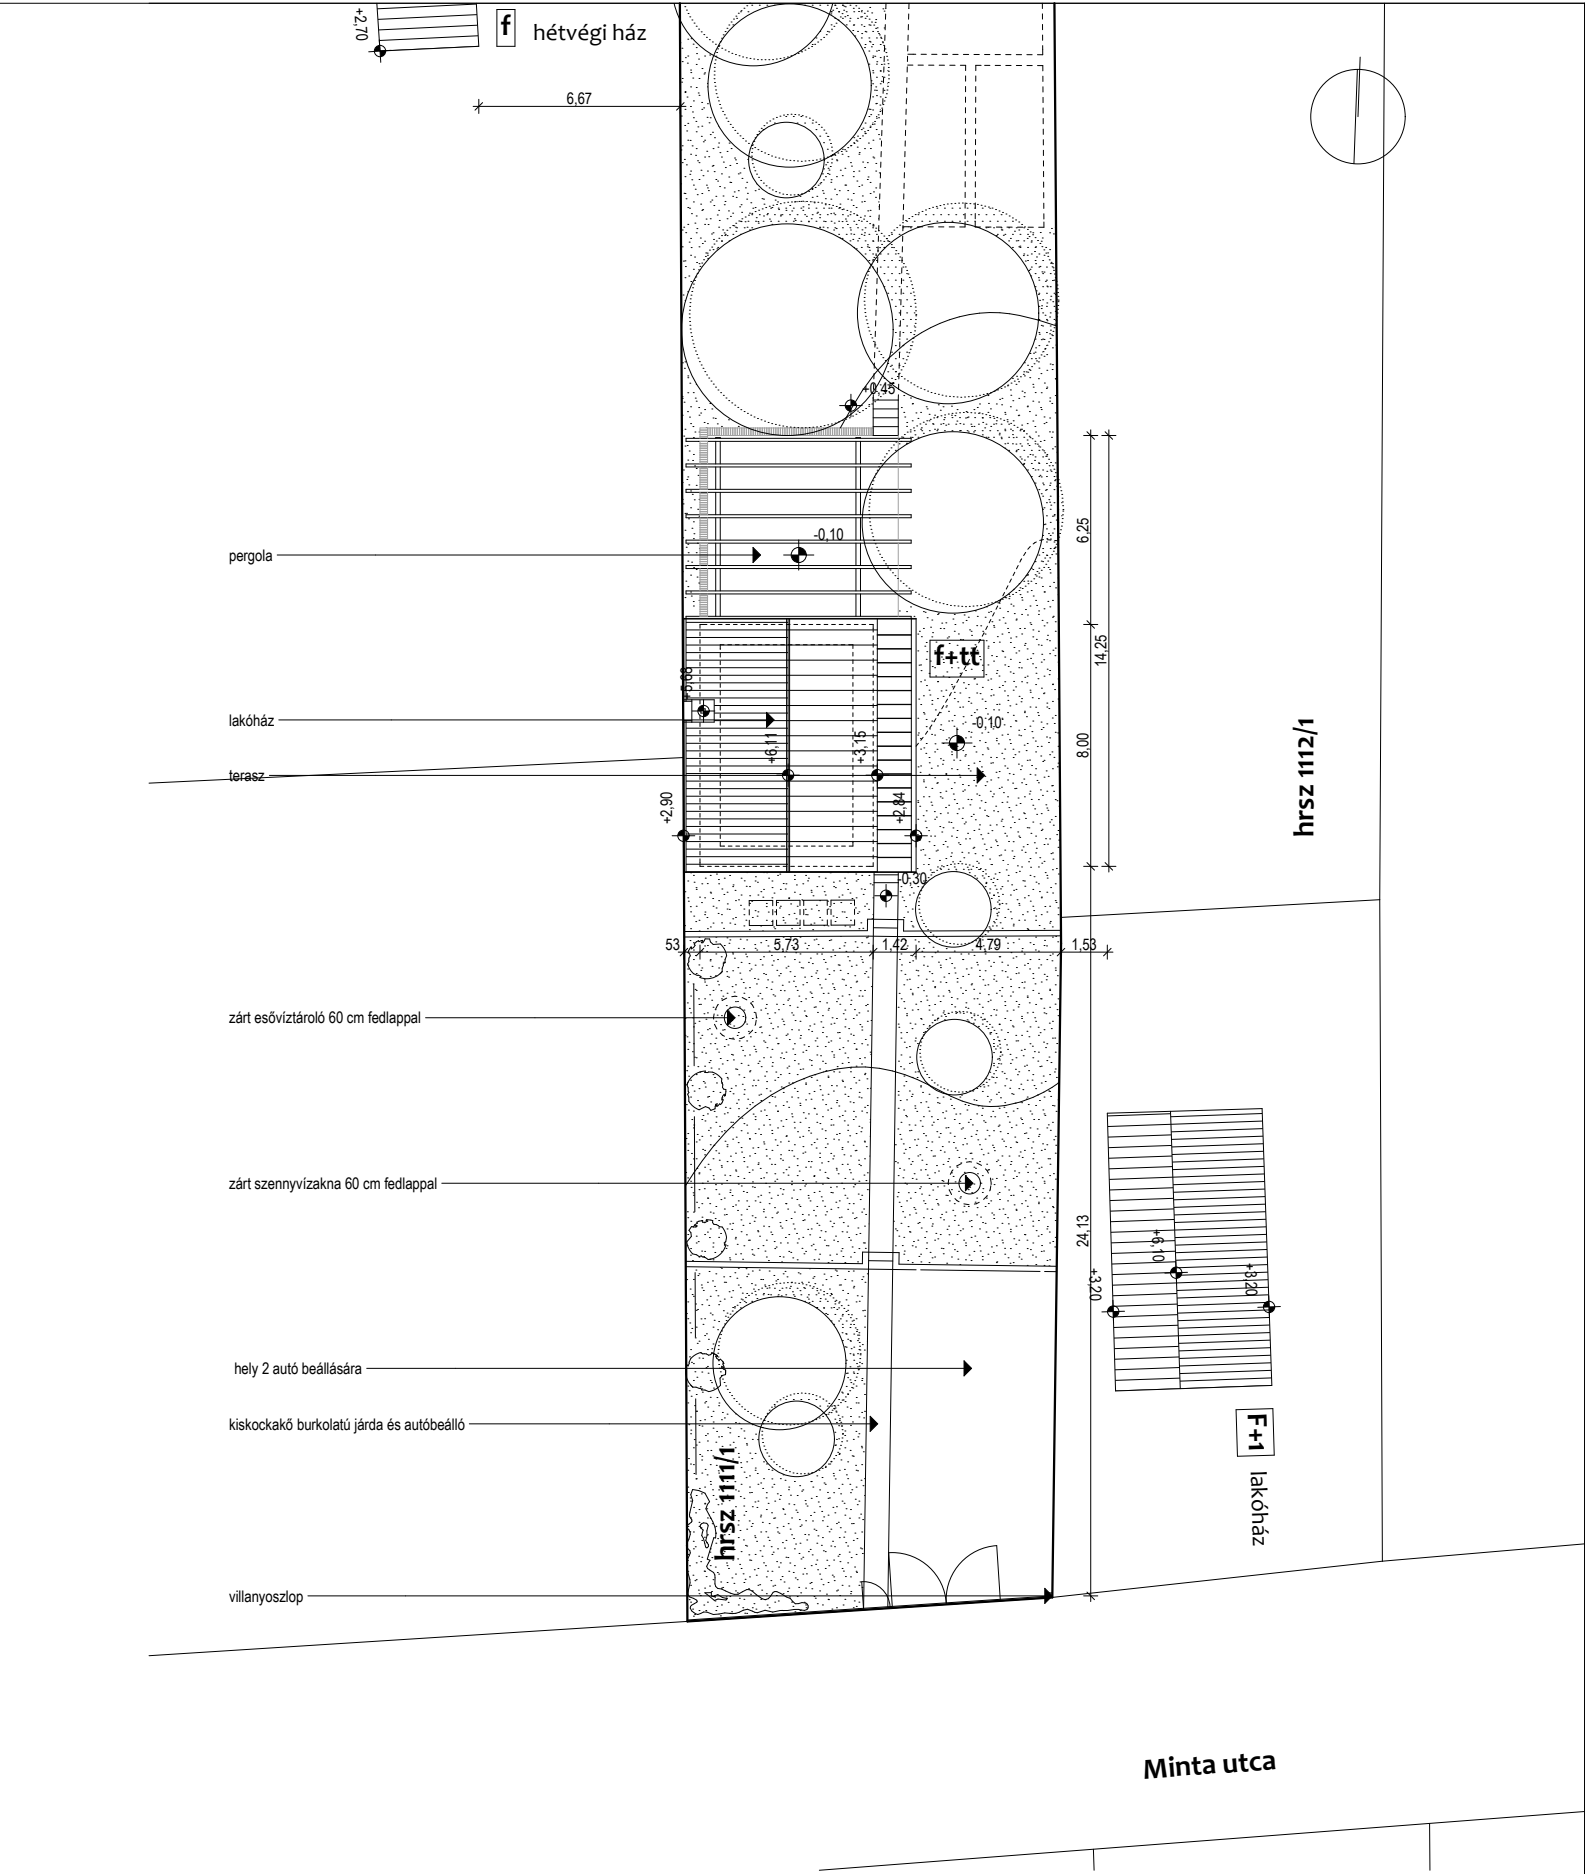 +2,70
f hétvégi ház
6,67
+0,45
pergola
-0,10
6,25
14,25
f+tt
+5,68
lakóház
-0,10
+6,11
+3,15
8,00
hrsz 1112/1
terasz
+2,90
+2,84
-0,30
53 5,73 1,42 4,79 1,53
zárt esővíztároló 60 cm fedlappal
zárt szennyvízakna 60 cm fedlappal
24,13
+6,10
+3,20
+3,20
hely 2 autó beállására
kiskockakő burkolatú járda és autóbeálló
F+1 lakóház
hrsz 1111/1
villanyoszlop
Minta utca